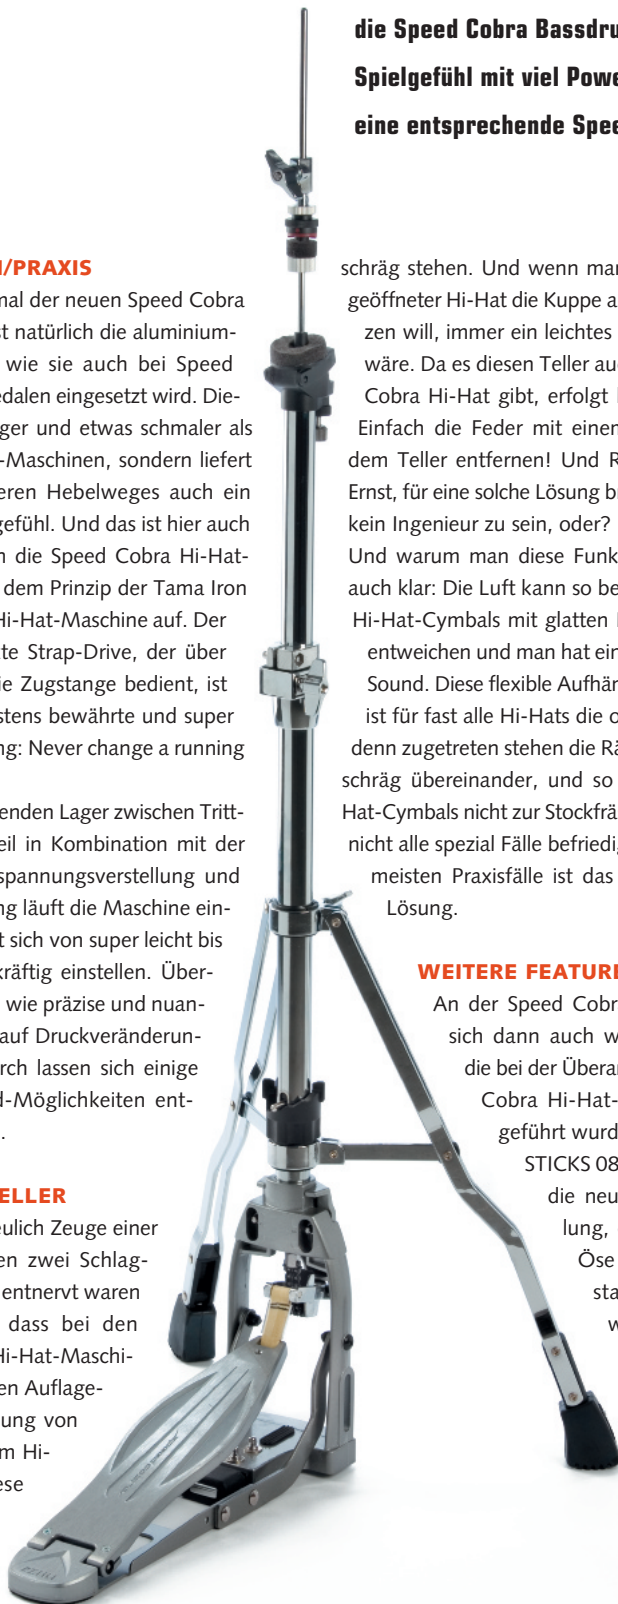 die Speed Cobra Bassdru
Spielgefühl mit viel Powe
eine entsprechende Spee
/PRAXIS
mal der neuen Speed Cobra
st natürlich die aluminium-
wie sie auch bei Speed
edalen eingesetzt wird. Die-
ger und etwas schmaler als
-Maschinen, sondern liefert
eren Hebelweges auch ein
gefühl. Und das ist hier auch
n die Speed Cobra Hi-Hat-
dem Prinzip der Tama Iron
Hi-Hat-Maschine auf. Der
te Strap-Drive, der über
ie Zugstange bedient, ist
stens bewährte und super
ng: Never change a running
enden Lager zwischen Tritt-
eil in Kombination mit der
spannungsverstellung und
ng läuft die Maschine ein-
t sich von super leicht bis
kräftig einstellen. Über-
wie präzise und nuan-
auf Druckveränderun-
rch lassen sich einige
d-Möglichkeiten ent-
.
ELLER
eulich Zeuge einer
en zwei Schlag-
entnervt waren
dass bei den
Hi-Hat-Maschi-
en Auflage-
ung von
m Hi-
ese
schräg stehen. Und wenn man
geöffneter Hi-Hat die Kuppe a
zen will, immer ein leichtes
wäre. Da es diesen Teller auc
Cobra Hi-Hat gibt, erfolgt
Einfach die Feder mit einem
dem Teller entfernen! Und R
Ernst, für eine solche Lösung br
kein Ingenieur zu sein, oder?
Und warum man diese Funk
auch klar: Die Luft kann so be
Hi-Hat-Cymbals mit glatten
entweichen und man hat ein
Sound. Diese flexible Aufhän
ist für fast alle Hi-Hats die o
denn zugetreten stehen die Rä
schräg übereinander, und so
Hat-Cymbals nicht zur Stockfrä
nicht alle spezial Fälle befriedig
meisten Praxisfälle ist das
Lösung.
WEITERE FEATURE
An der Speed Cobr
sich dann auch w
die bei der Überar
Cobra Hi-Hat-
geführt wurd
STICKS 08
die neu
lung,
Öse
sta
w
TAMA